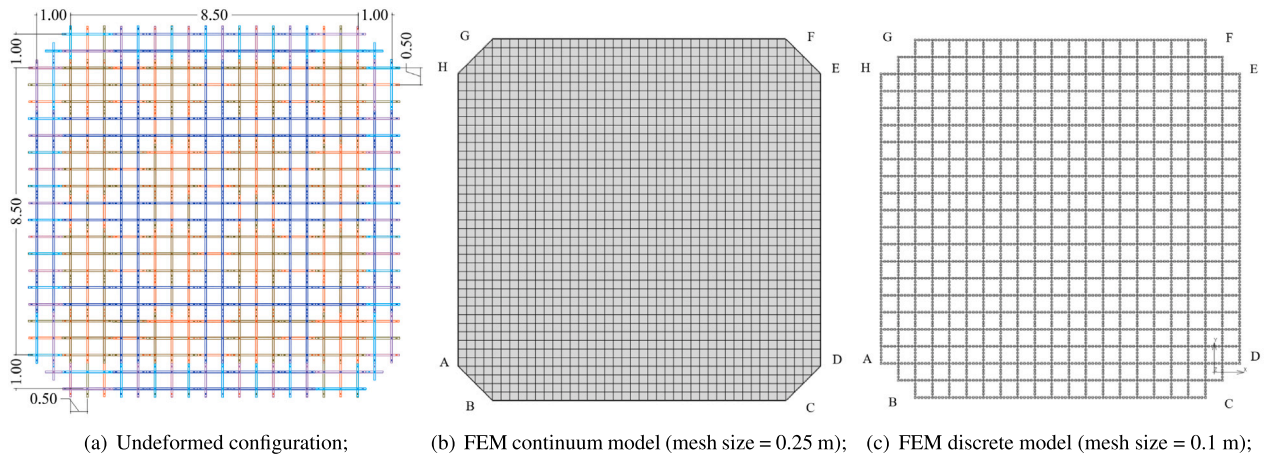 1.00 8.50 1.00
1.00
0.50
8.50
1.00
0.50
G F
H E
A D
B C
G F
H E
A D
B C
y
x
(a) Undeformed configuration; (b) FEM continuum model (mesh size = 0.25 m); (c) FEM discrete model (mesh size = 0.1 m);